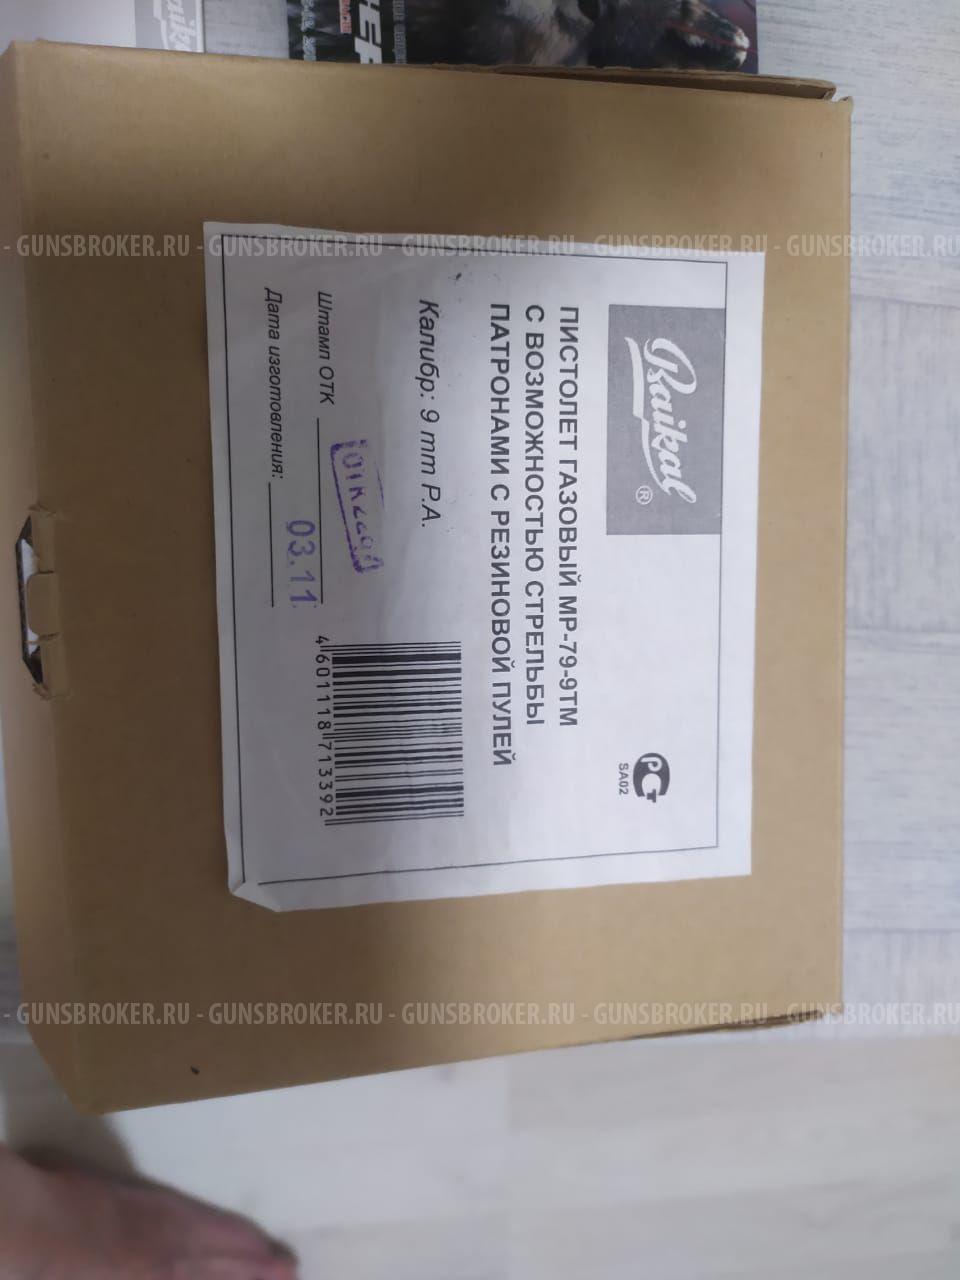 Baikal®
РСТ
SA02
ПИСТОЛЕТ ГАЗОВЫЙ МР-79-9ТМ
С ВОЗМОЖНОСТЬЮ СТРЕЛЬБЫ
ПАТРОНАМИ С РЕЗИНОВОЙ ПУЛЕЙ
Калибр: 9 mm P.A.
Штамп ОТК
Дата изготовления: 03.11
4 601118 713392
- GUNSBROKER.RU - GUNSBROKER.RU - GUNSBROKER.RU - GUNSBROKER.RU - GUNSBROKER.RU
- GUNSBROKER.RU - GUNSBROKER.RU - GUNSBROKER.RU - GUNSBROKER.RU - GUNSBROKER.RU